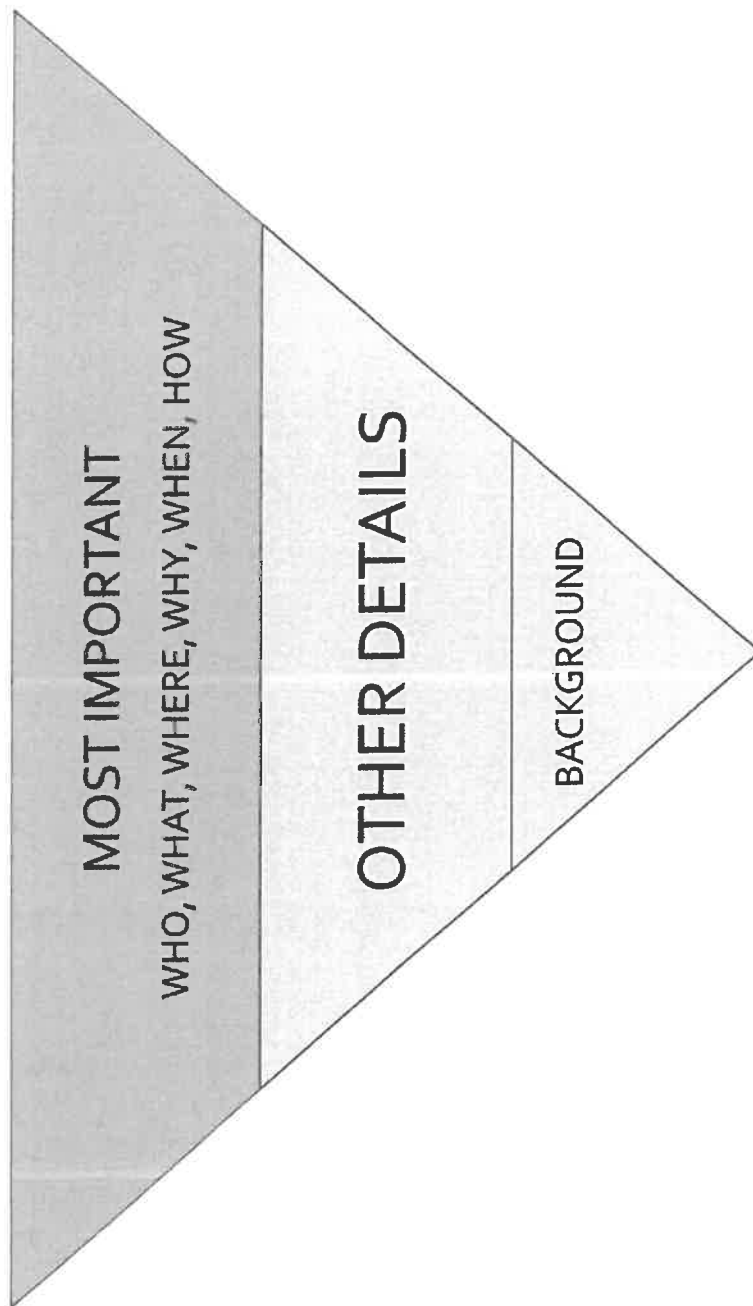 MOST IMPORTANT
WHO, WHAT, WHERE, WHY, WHEN, HOW
OTHER DETAILS
BACKGROUND